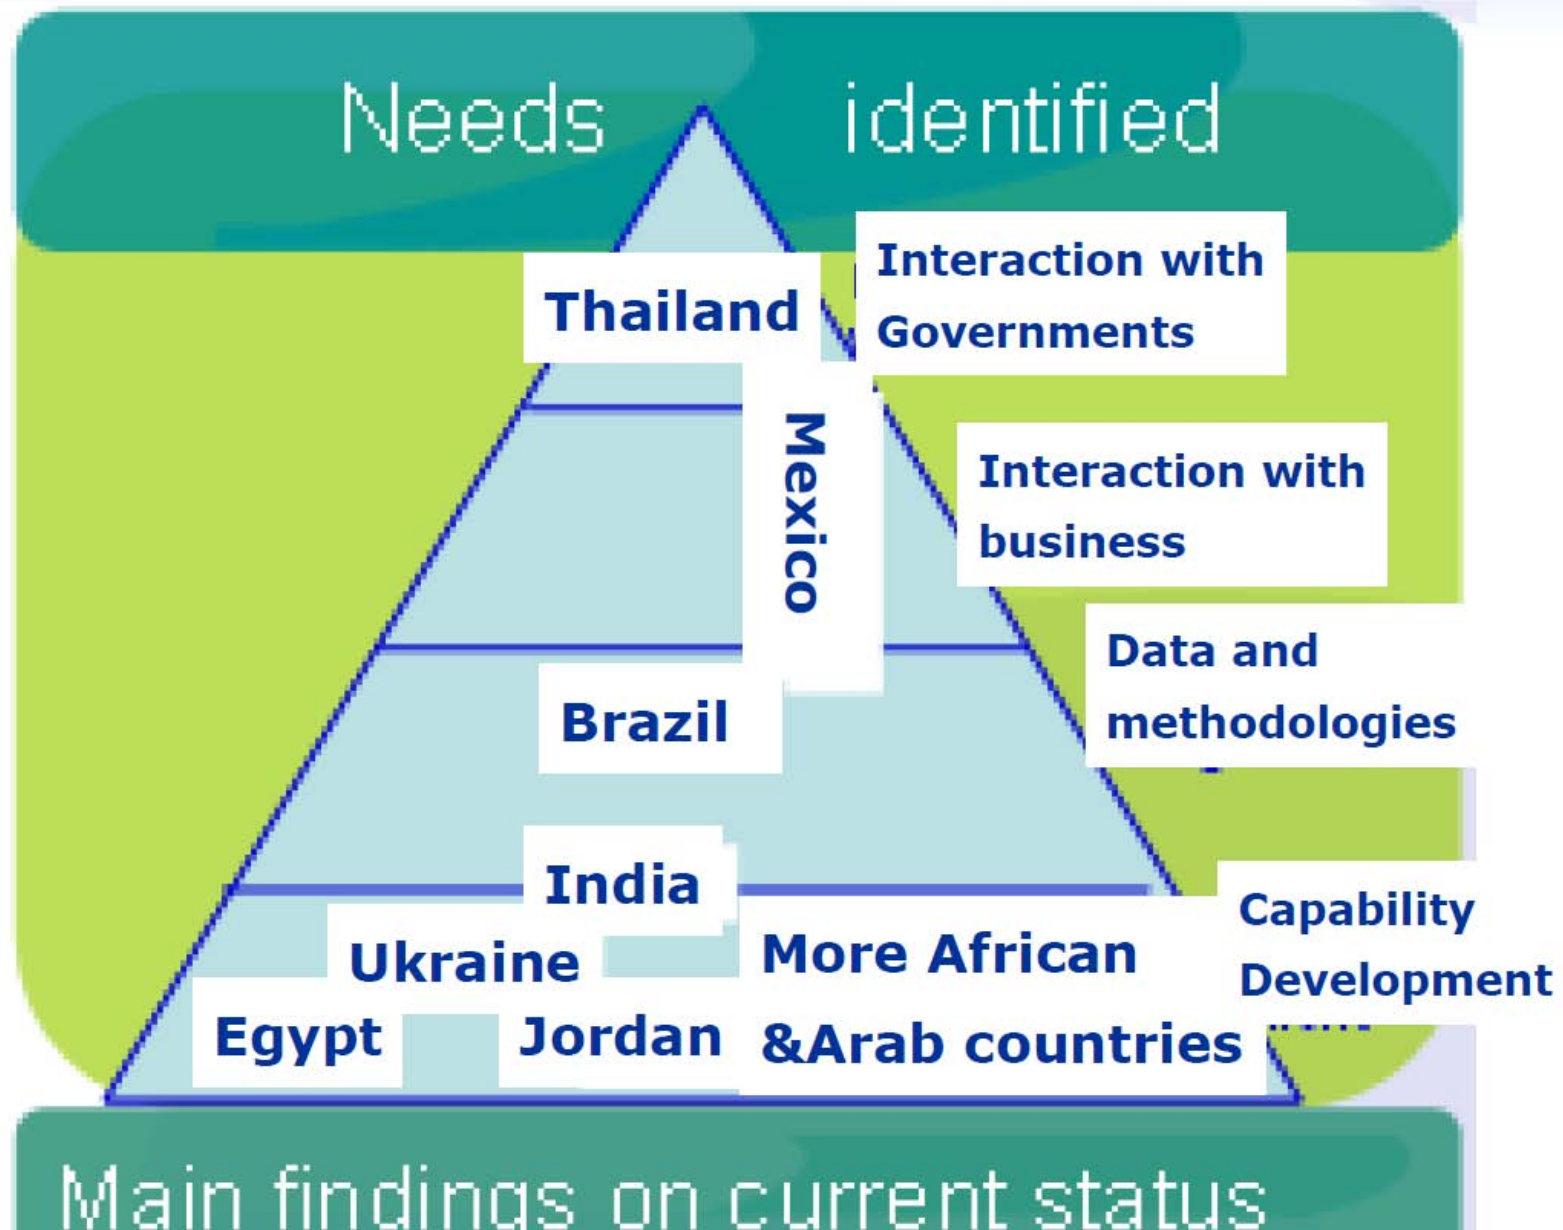 Needs identified
Interaction with
Governments
Thailand
Mexico
Interaction with
business
Data and
methodologies
Brazil
India
Capability
Development
Ukraine
More African
&Arab countries
Egypt
Jordan
Main findings on current status